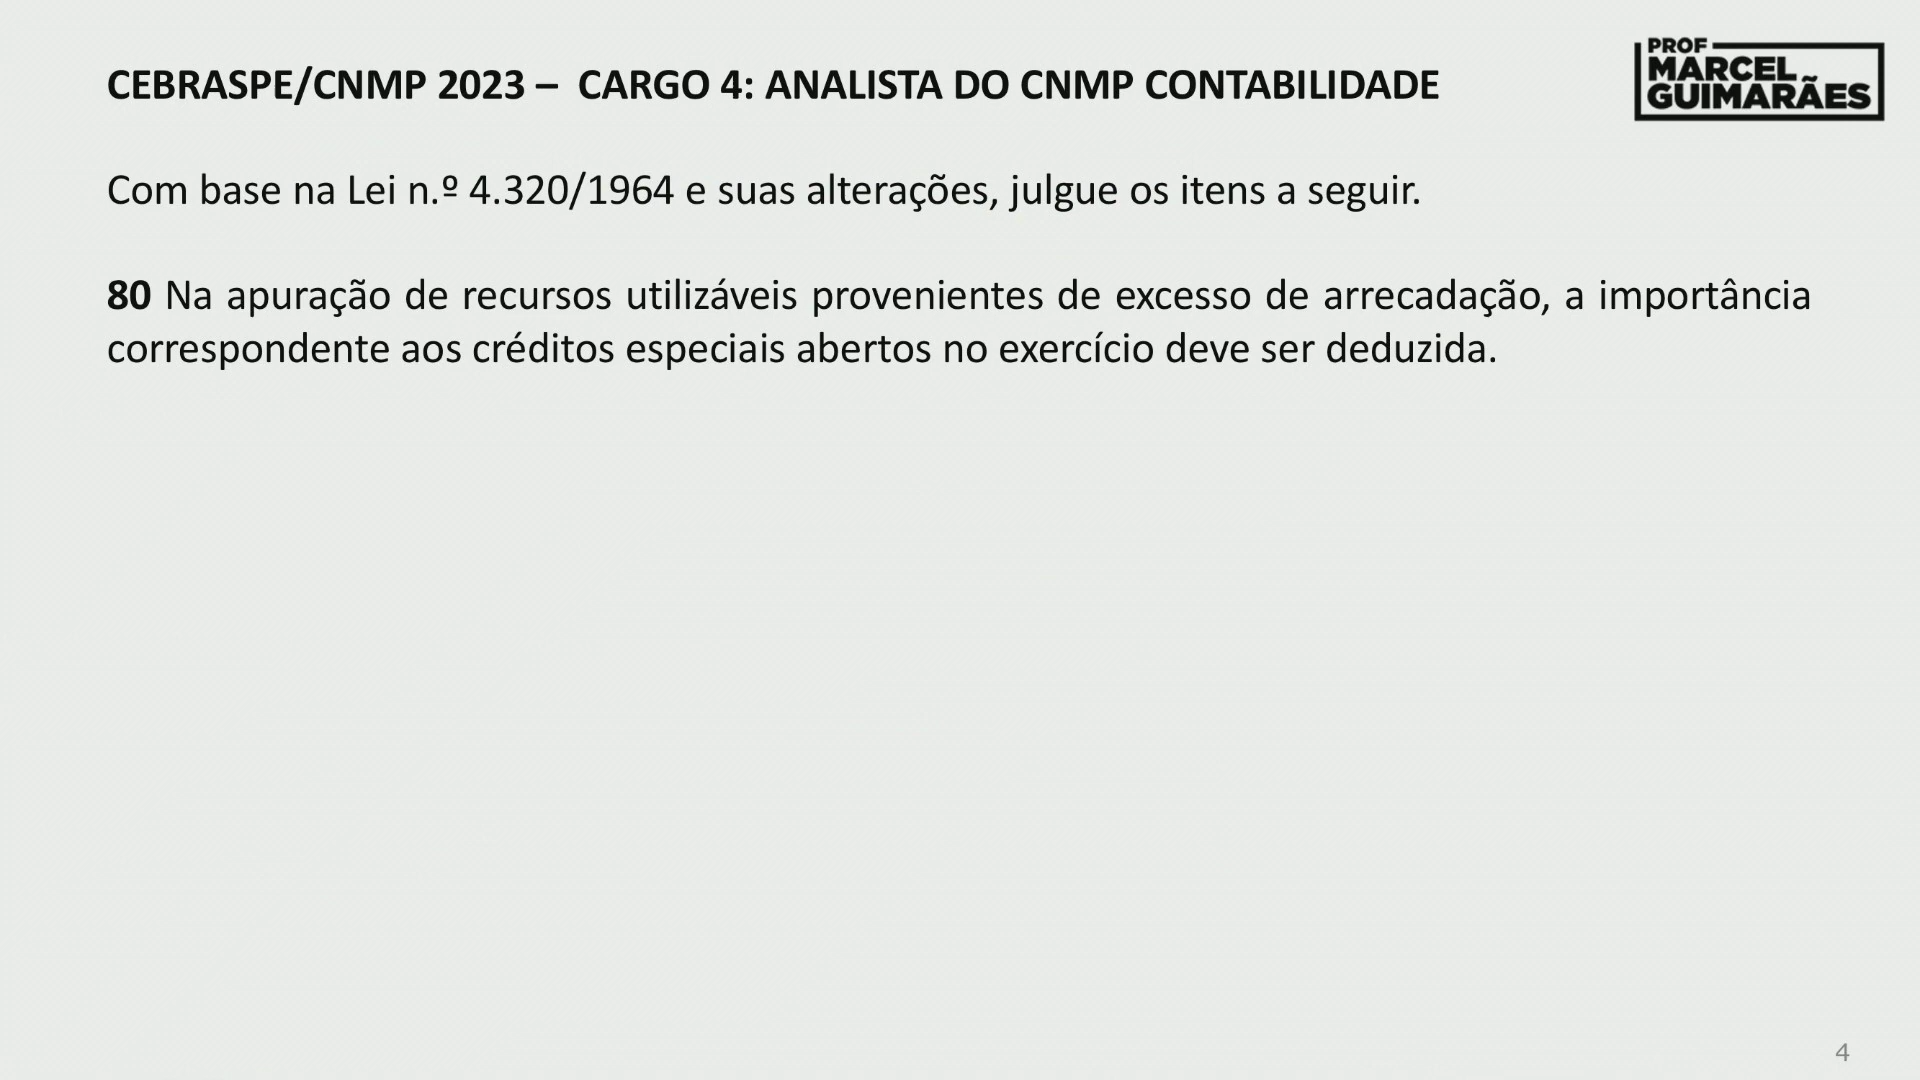 CEBRASPE/CNMP 2023 – CARGO 4: ANALISTA DO CNMP CONTABILIDADE
PROF
MARCEL
GUIMARÃES
Com base na Lei n.º 4.320/1964 e suas alterações, julgue os itens a seguir.
80 Na apuração de recursos utilizáveis provenientes de excesso de arrecadação, a importância
correspondente aos créditos especiais abertos no exercício deve ser deduzida.
4